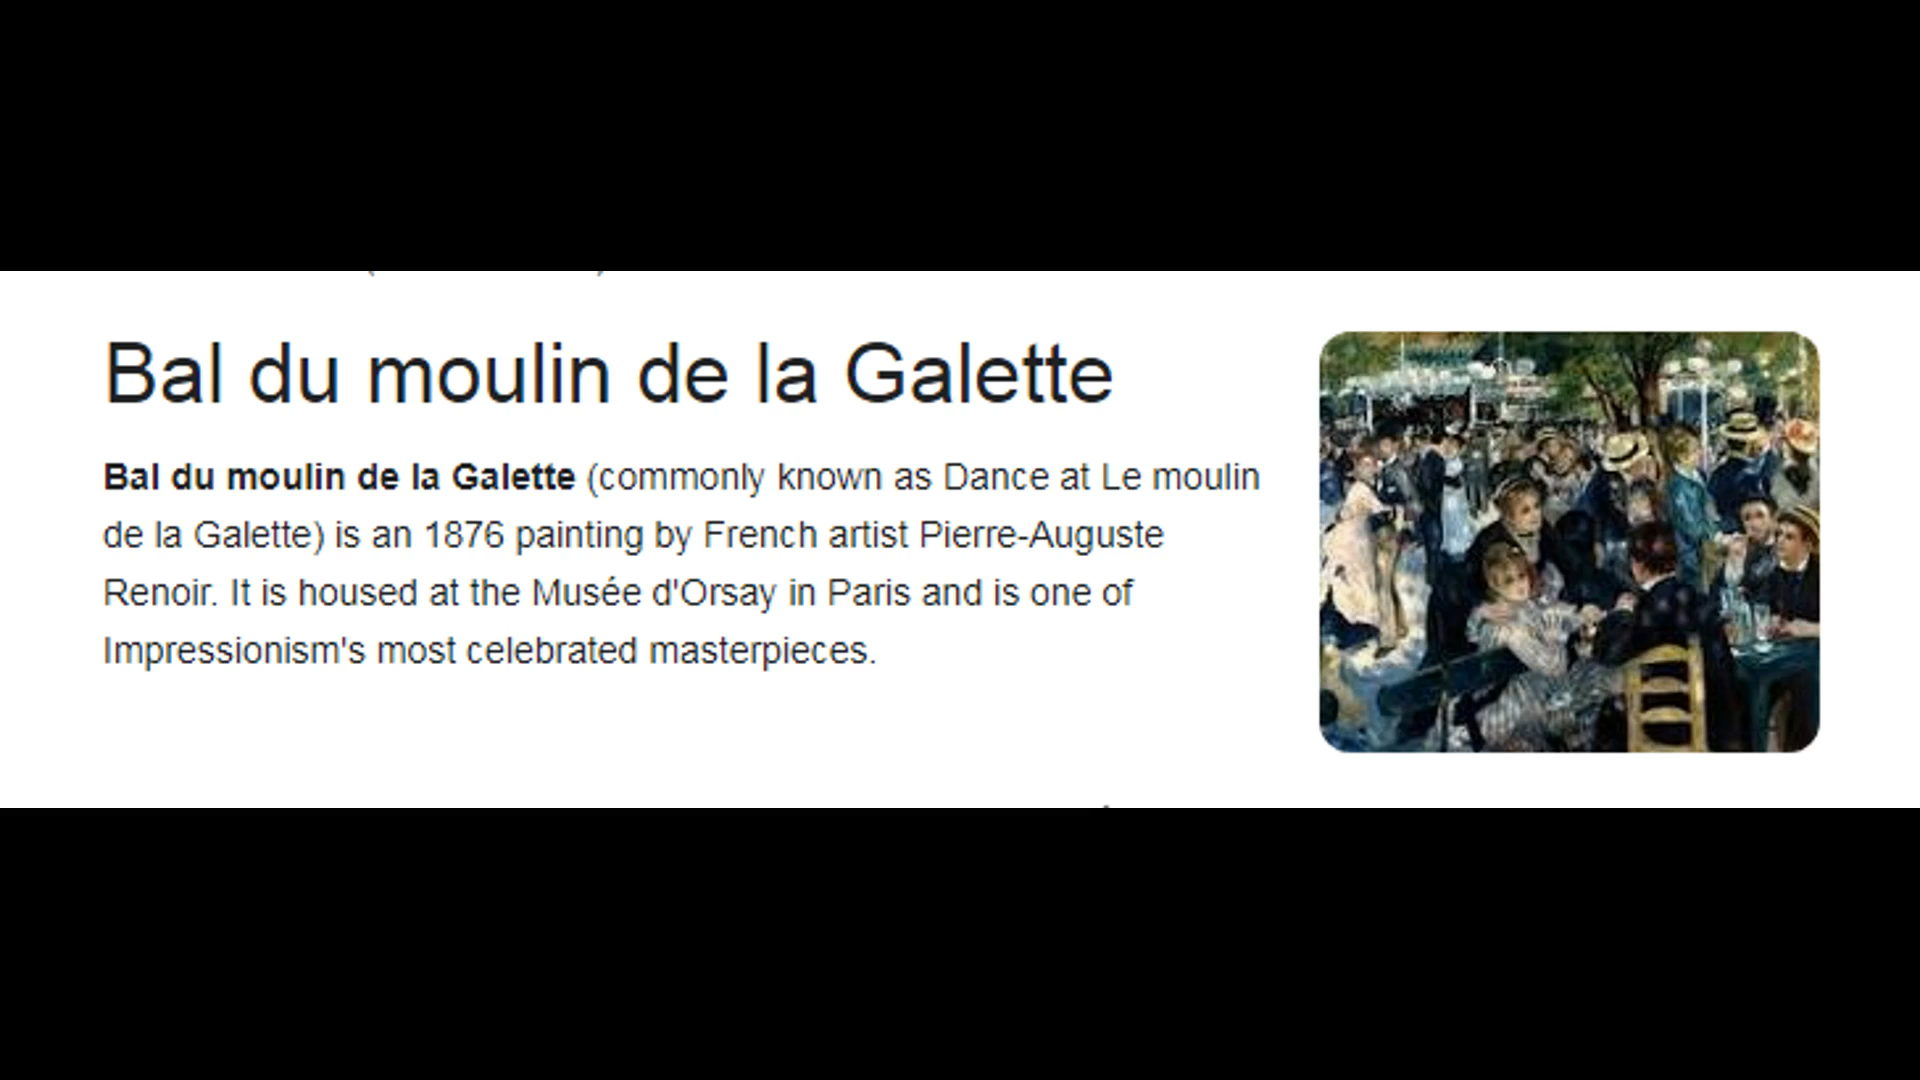 Bal du moulin de la Galette
Bal du moulin de la Galette (commonly known as Dance at Le moulin
de la Galette) is an 1876 painting by French artist Pierre-Auguste
Renoir. It is housed at the Musée d'Orsay in Paris and is one of
Impressionism's most celebrated masterpieces.